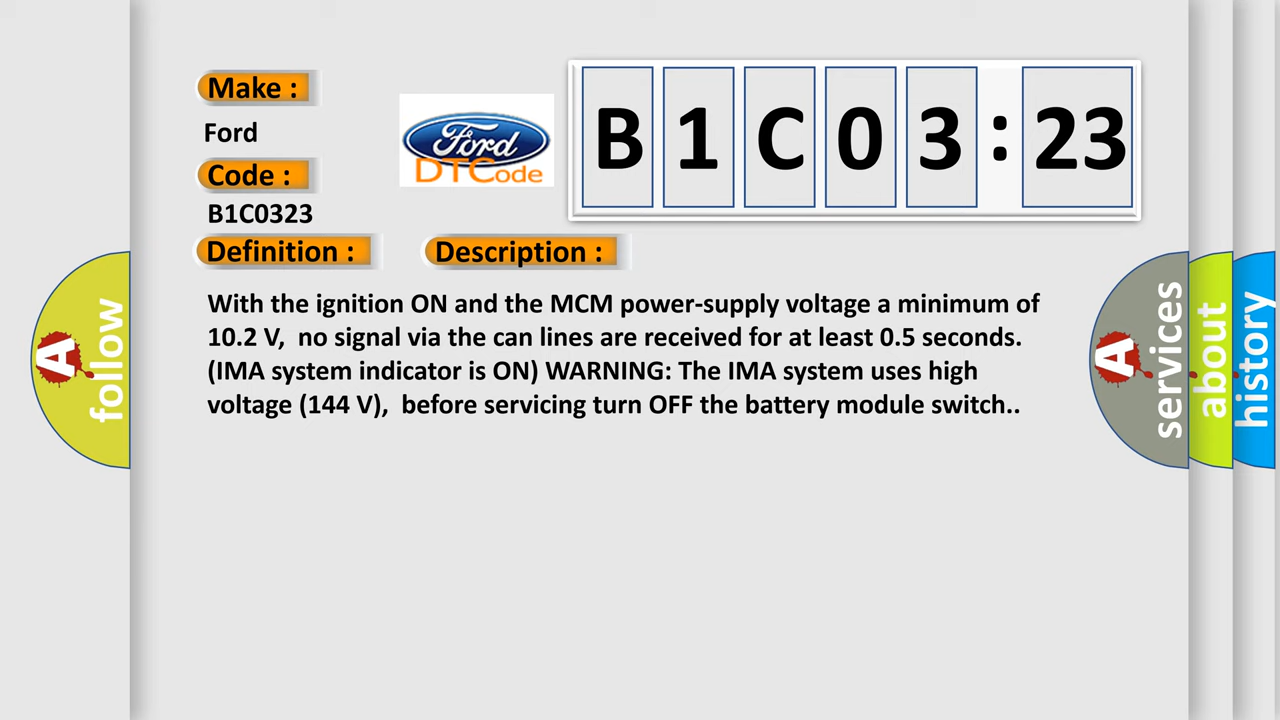 Make :
Ford
Code :
B1C0323
Ford
DTCode
B1C03:23
Definition :
Description :
With the ignition ON and the MCM power-supply voltage a minimum of
10.2 V, no signal via the can lines are received for at least 0.5 seconds.
(IMA system indicator is ON) WARNING: The IMA system uses high
voltage (144 V), before servicing turn OFF the battery module switch..
A
follow
A
services
about
history